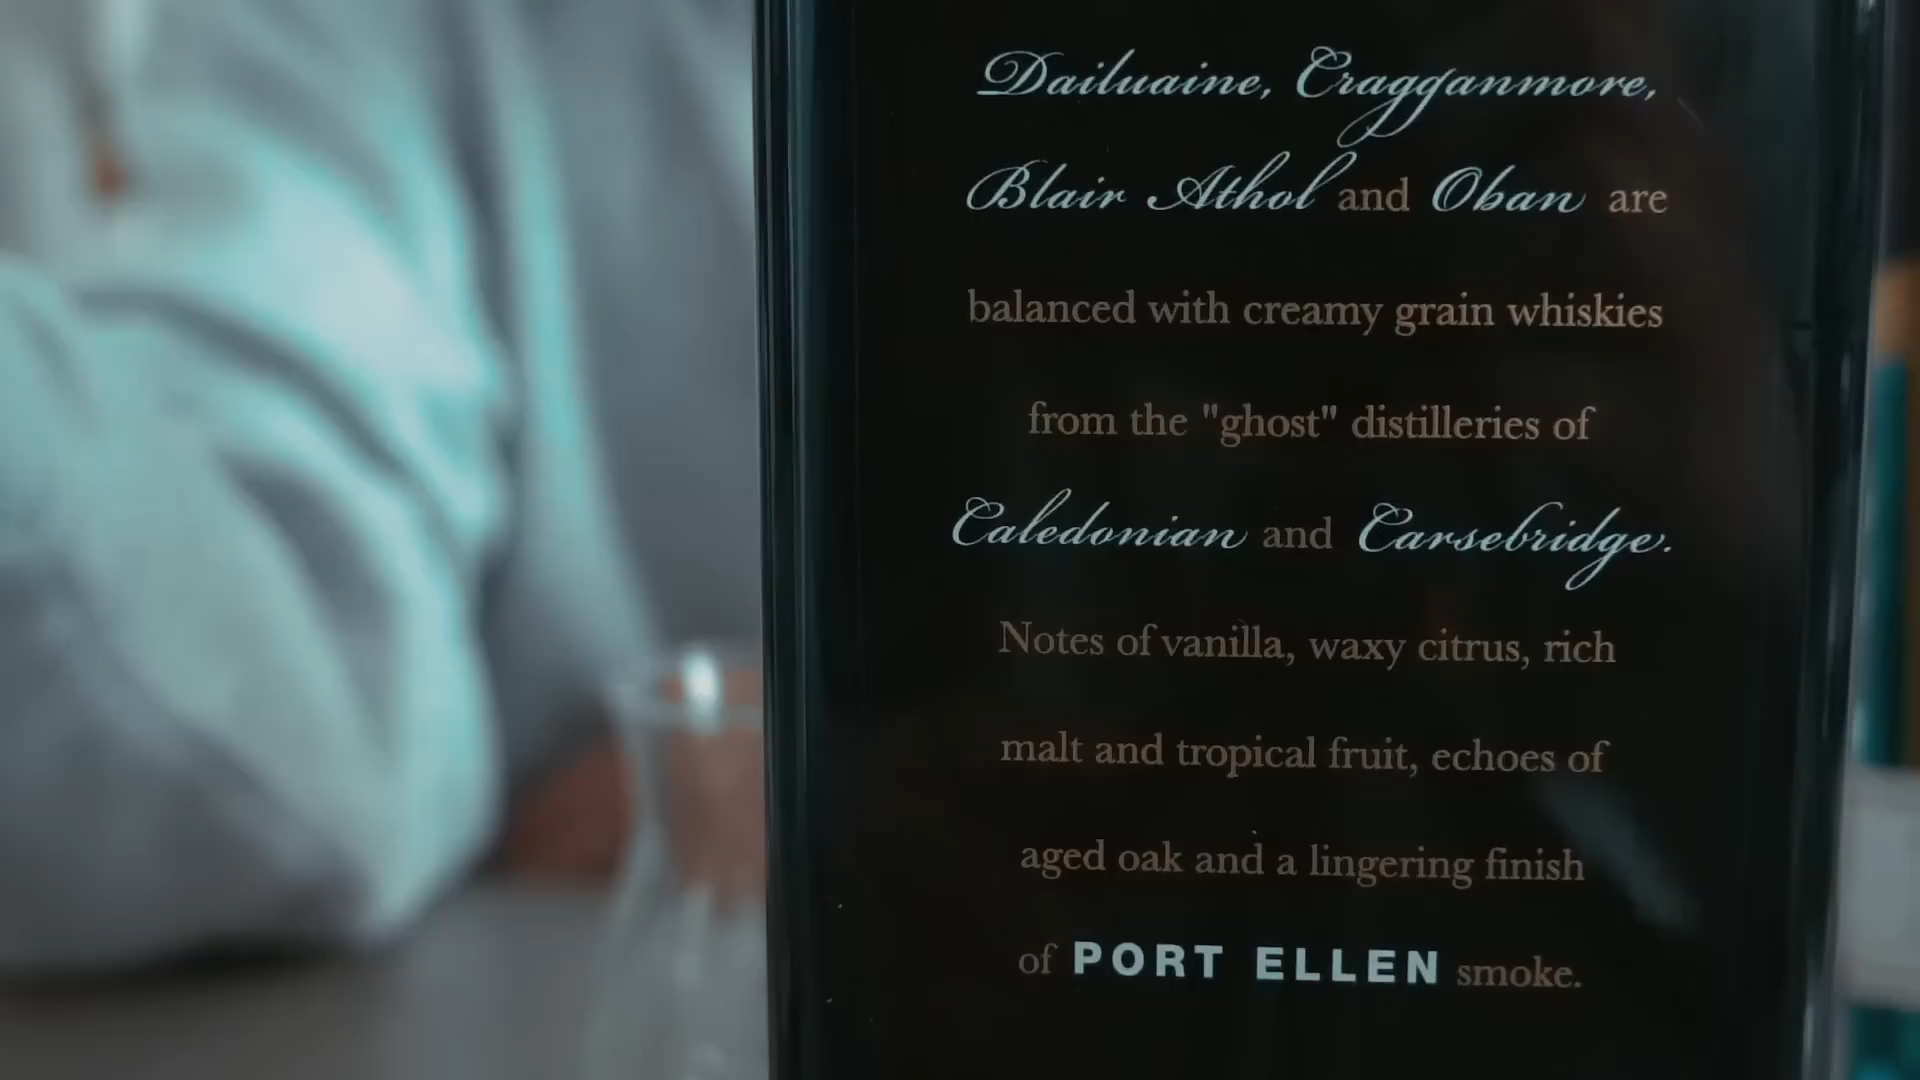 Dailuaine, Cragganmore,
Blair Athol and Oban are
balanced with creamy grain whiskies
from the "ghost" distilleries of
Caledonian and Carsebridge.
Notes of vanilla, waxy citrus, rich
malt and tropical fruit, echoes of
aged oak and a lingering finish
of PORT ELLEN smoke.